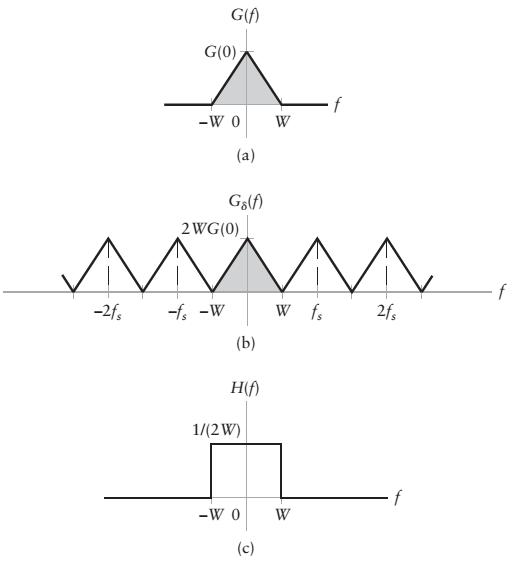 G(f)
G(0)
f
−W 0 W
(a)
G_δ(f)
2WG(0)
f
−2f_s −f_s −W W f_s 2f_s
(b)
H(f)
1/(2W)
f
−W 0 W
(c)